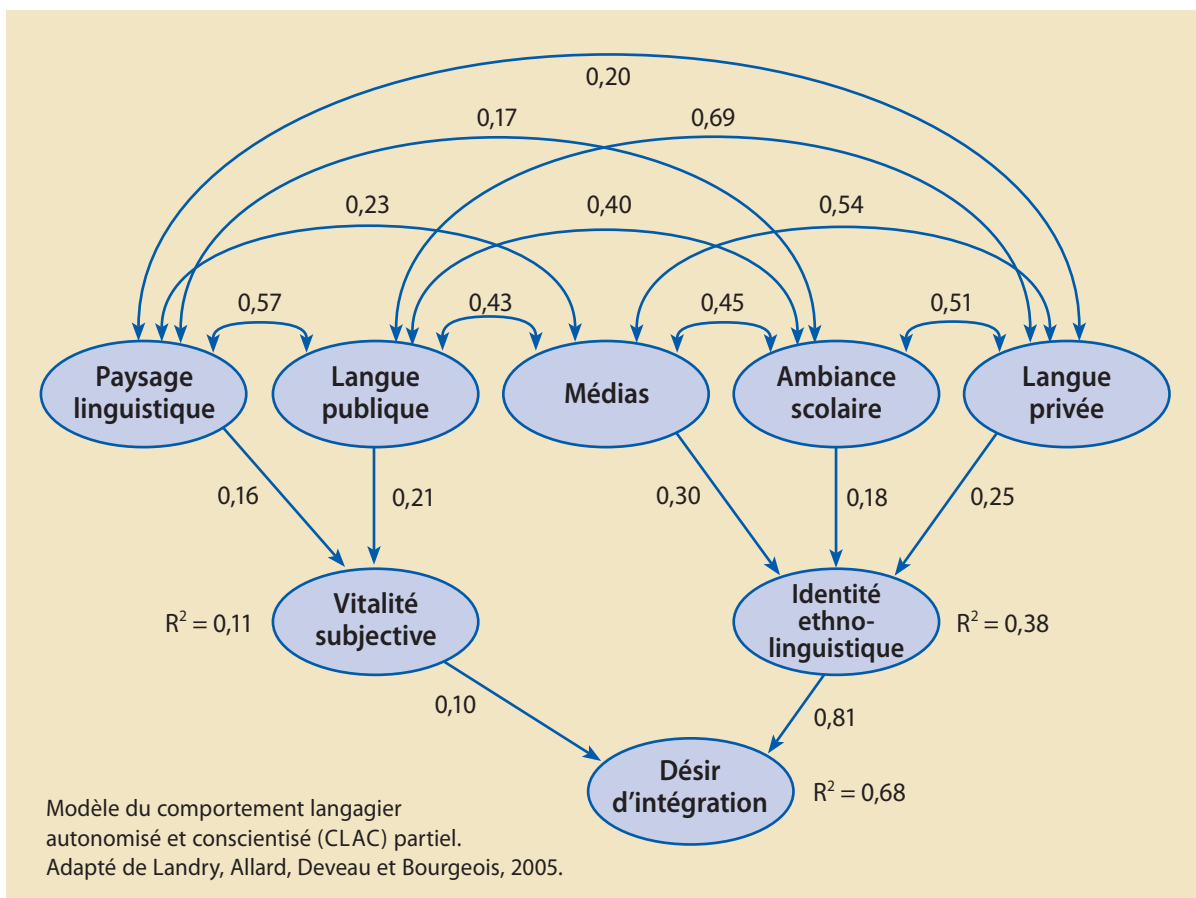 0,20
0,17
0,69
0,23
0,40
0,54
0,57
0,43
0,45
0,51
Paysage
linguistique
Langue
publique
Médias
Ambiance
scolaire
Langue
privée
0,16
0,21
0,30
0,18
0,25
R² = 0,11
Vitalité
subjective
Identité
ethno-
linguistique
R² = 0,38
0,10
0,81
Désir
d’intégration
R² = 0,68
Modèle du comportement langagier
autonomisé et conscientisé (CLAC) partiel.
Adapté de Landry, Allard, Deveau et Bourgeois, 2005.